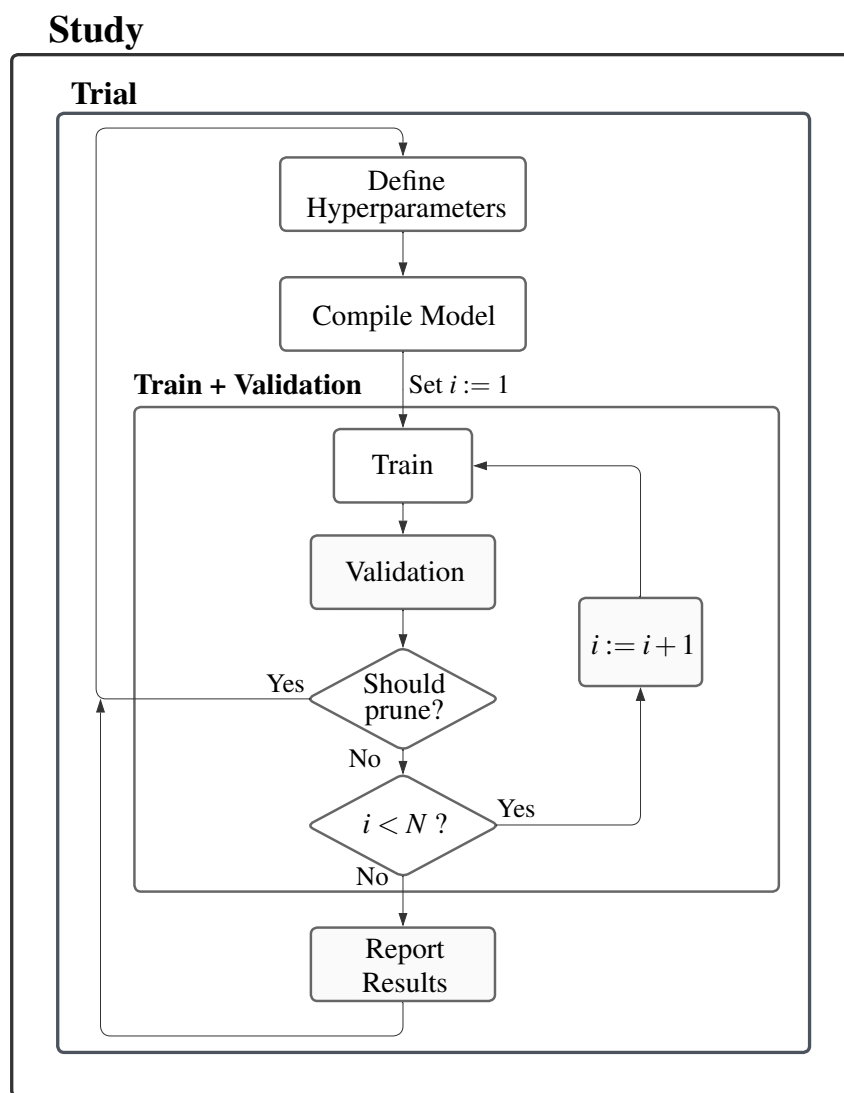 Study
Trial
Define
Hyperparameters
Compile Model
Train + Validation
Set i := 1
Train
Validation
i := i + 1
Yes
Should
prune?
No
i < N ?
Yes
No
Report
Results